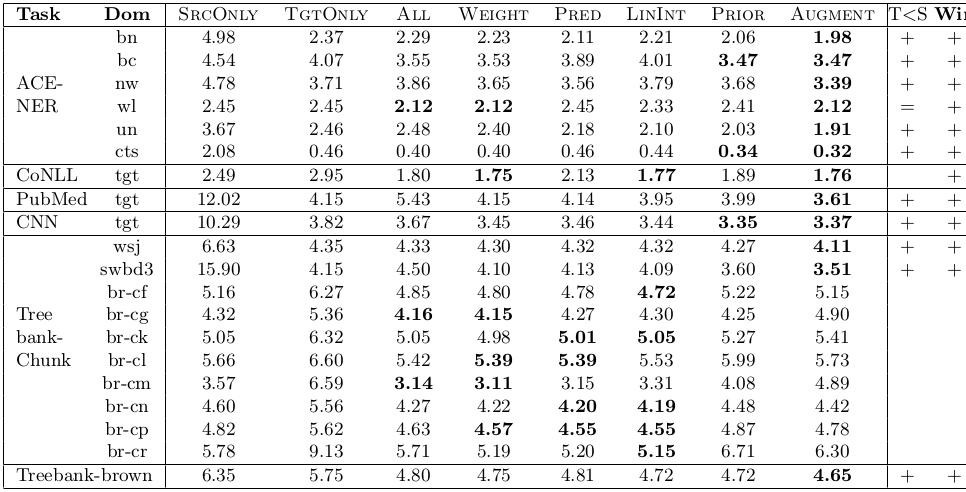 Task Dom SrcOnly TgtOnly All Weight Pred LinInt Prior Augment T<S Win
bn 4.98 2.37 2.29 2.23 2.11 2.21 2.06 1.98 + +
bc 4.54 4.07 3.55 3.53 3.89 4.01 3.47 3.47 + +
ACE- nw 4.78 3.71 3.86 3.65 3.56 3.79 3.68 3.39 + +
NER wl 2.45 2.45 2.12 2.12 2.45 2.33 2.41 2.12 = +
un 3.67 2.46 2.48 2.40 2.18 2.10 2.03 1.91 + +
cts 2.08 0.46 0.40 0.40 0.46 0.44 0.34 0.32 + +
CoNLL tgt 2.49 2.95 1.80 1.75 2.13 1.77 1.89 1.76 +
PubMed tgt 12.02 4.15 5.43 4.15 4.14 3.95 3.99 3.61 + +
CNN tgt 10.29 3.82 3.67 3.45 3.46 3.44 3.35 3.37 + +
wsj 6.63 4.35 4.33 4.30 4.32 4.32 4.27 4.11 + +
swbd3 15.90 4.15 4.50 4.10 4.13 4.09 3.60 3.51 + +
br-cf 5.16 6.27 4.85 4.80 4.78 4.72 5.22 5.15
Tree br-cg 4.32 5.36 4.16 4.15 4.27 4.30 4.25 4.90
bank- br-ck 5.05 6.32 5.05 4.98 5.01 5.05 5.27 5.41
Chunk br-cl 5.66 6.60 5.42 5.39 5.39 5.53 5.99 5.73
br-cm 3.57 6.59 3.14 3.11 3.15 3.31 4.08 4.89
br-cn 4.60 5.56 4.27 4.22 4.20 4.19 4.48 4.42
br-cp 4.82 5.62 4.63 4.57 4.55 4.55 4.87 4.78
br-cr 5.78 9.13 5.71 5.19 5.20 5.15 6.71 6.30
Treebank-brown 6.35 5.75 4.80 4.75 4.81 4.72 4.72 4.65 + +